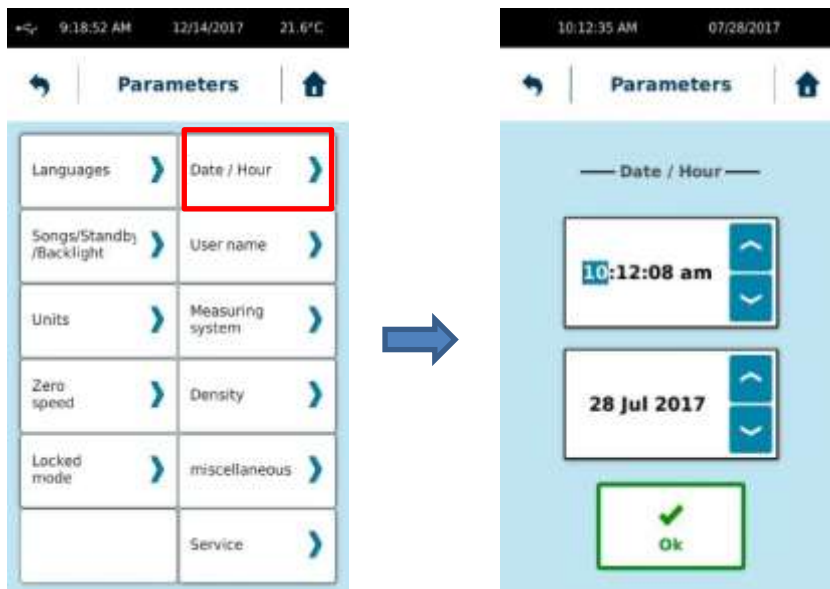 9:18:52 AM 12/14/2017 21.6°C
Parameters
Languages
Date / Hour
Songs/Standby
/Backlight
User name
Units
Measuring
system
Zero
speed
Density
Locked
mode
miscellaneous
Service
10:12:35 AM 07/28/2017
Parameters
Date / Hour
10:12:08 am
28 Jul 2017
Ok